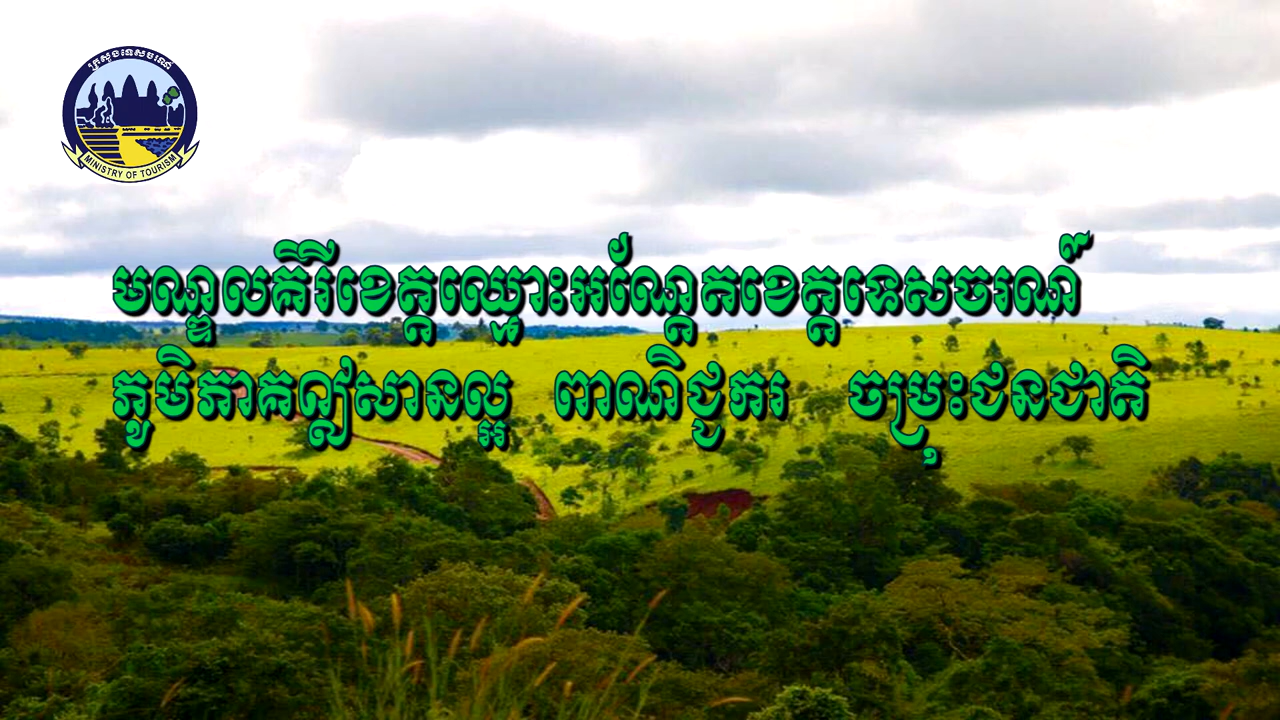 ក្រសួងទេសចរណ៍
MINISTRY OF TOURISM
មណ្ឌលគិរីខេត្តឈ្មោះអណ្តែតខេត្តទេសចរណ៍
ភូមិភាគឦសានល្អ ពាណិជ្ជករ ចម្រុះជនជាតិ